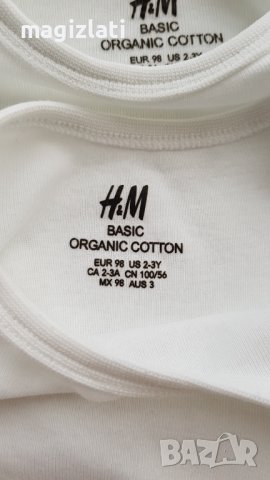 magizlati
H&M
BASIC
ORGANIC COTTON
EUR 98 US 2-3Y
H&M
BASIC
ORGANIC COTTON
EUR 98 US 2-3Y
CA 2-3A CN 100/56
MX 98 AUS 3
BAZAR